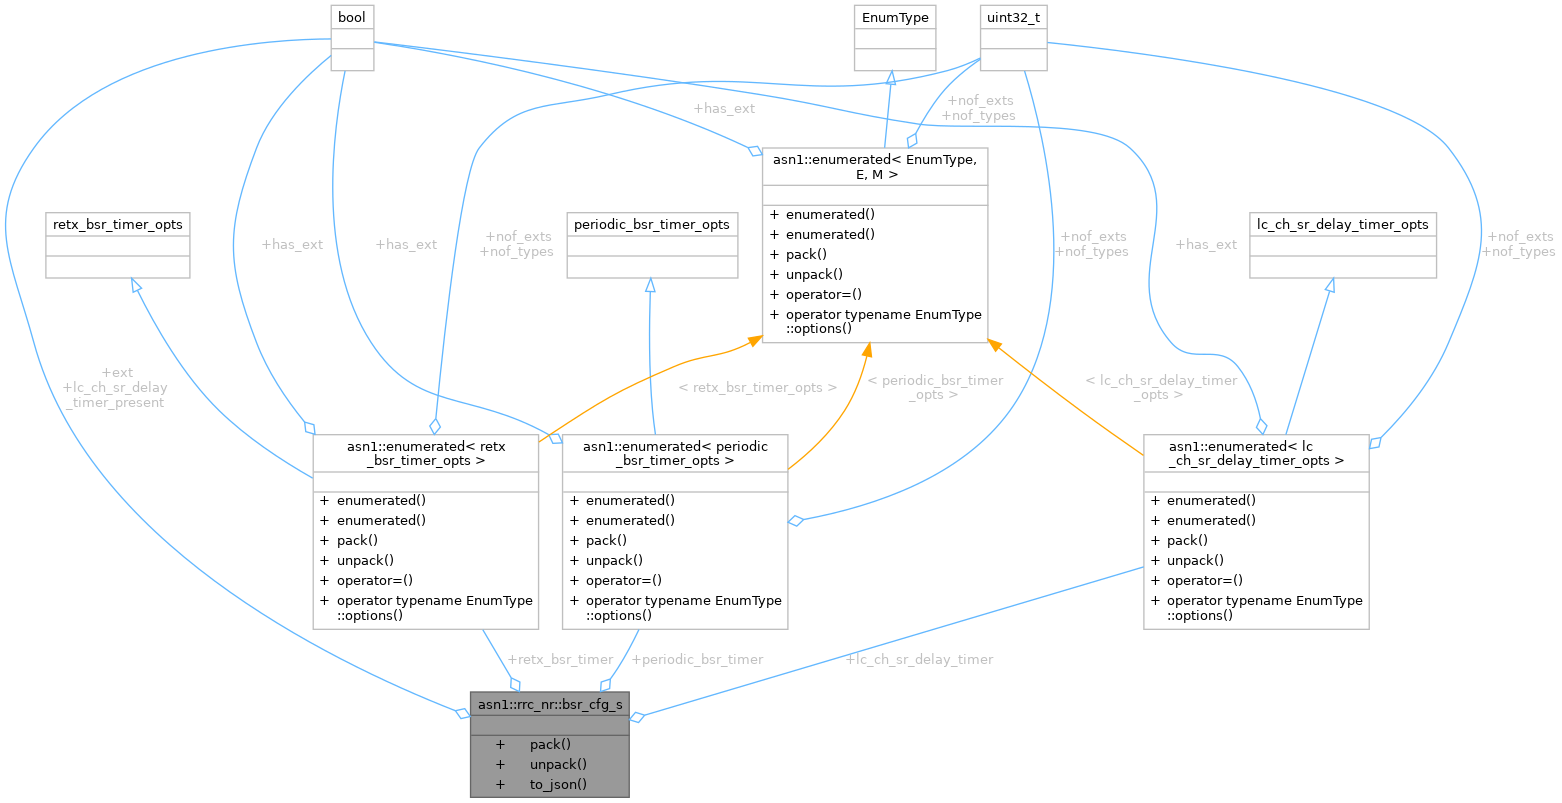 bool
EnumType
uint32_t
+has_ext
+nof_exts
+nof_types
asn1::enumerated< EnumType,
E, M >
+ enumerated()
+ enumerated()
+ pack()
+ unpack()
+ operator=()
+ operator typename EnumType
::options()
retx_bsr_timer_opts
+has_ext
+has_ext
+nof_exts
+nof_types
periodic_bsr_timer_opts
+nof_exts
+nof_types
+has_ext
lc_ch_sr_delay_timer_opts
+nof_exts
+nof_types
+ext
+lc_ch_sr_delay
_timer_present
< retx_bsr_timer_opts >
< periodic_bsr_timer
_opts >
< lc_ch_sr_delay_timer
_opts >
asn1::enumerated< retx
_bsr_timer_opts >
+ enumerated()
+ enumerated()
+ pack()
+ unpack()
+ operator=()
+ operator typename EnumType
::options()
asn1::enumerated< periodic
_bsr_timer_opts >
+ enumerated()
+ enumerated()
+ pack()
+ unpack()
+ operator=()
+ operator typename EnumType
::options()
asn1::enumerated< lc
_ch_sr_delay_timer_opts >
+ enumerated()
+ enumerated()
+ pack()
+ unpack()
+ operator=()
+ operator typename EnumType
::options()
+retx_bsr_timer
+periodic_bsr_timer
+lc_ch_sr_delay_timer
asn1::rrc_nr::bsr_cfg_s
+ pack()
+ unpack()
+ to_json()